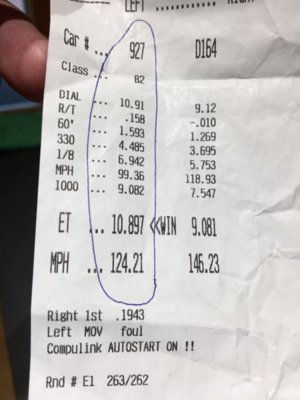 LEFT ............
Car # ... 927 D164
Class ... B2
DIAL ... 10.91 9.12
R/T ... .158 -.010
60' ... 1.593 1.269
330 ... 4.485 3.695
1/8 ... 6.942 5.753
MPH ... 99.36 118.93
1000 ... 9.082 7.547
ET ... 10.897 <<WIN 9.081
MPH ... 124.21 146.23
Right 1st .1943
Left MOV foul
Compulink AUTOSTART ON !!
Rnd # E1 263/262